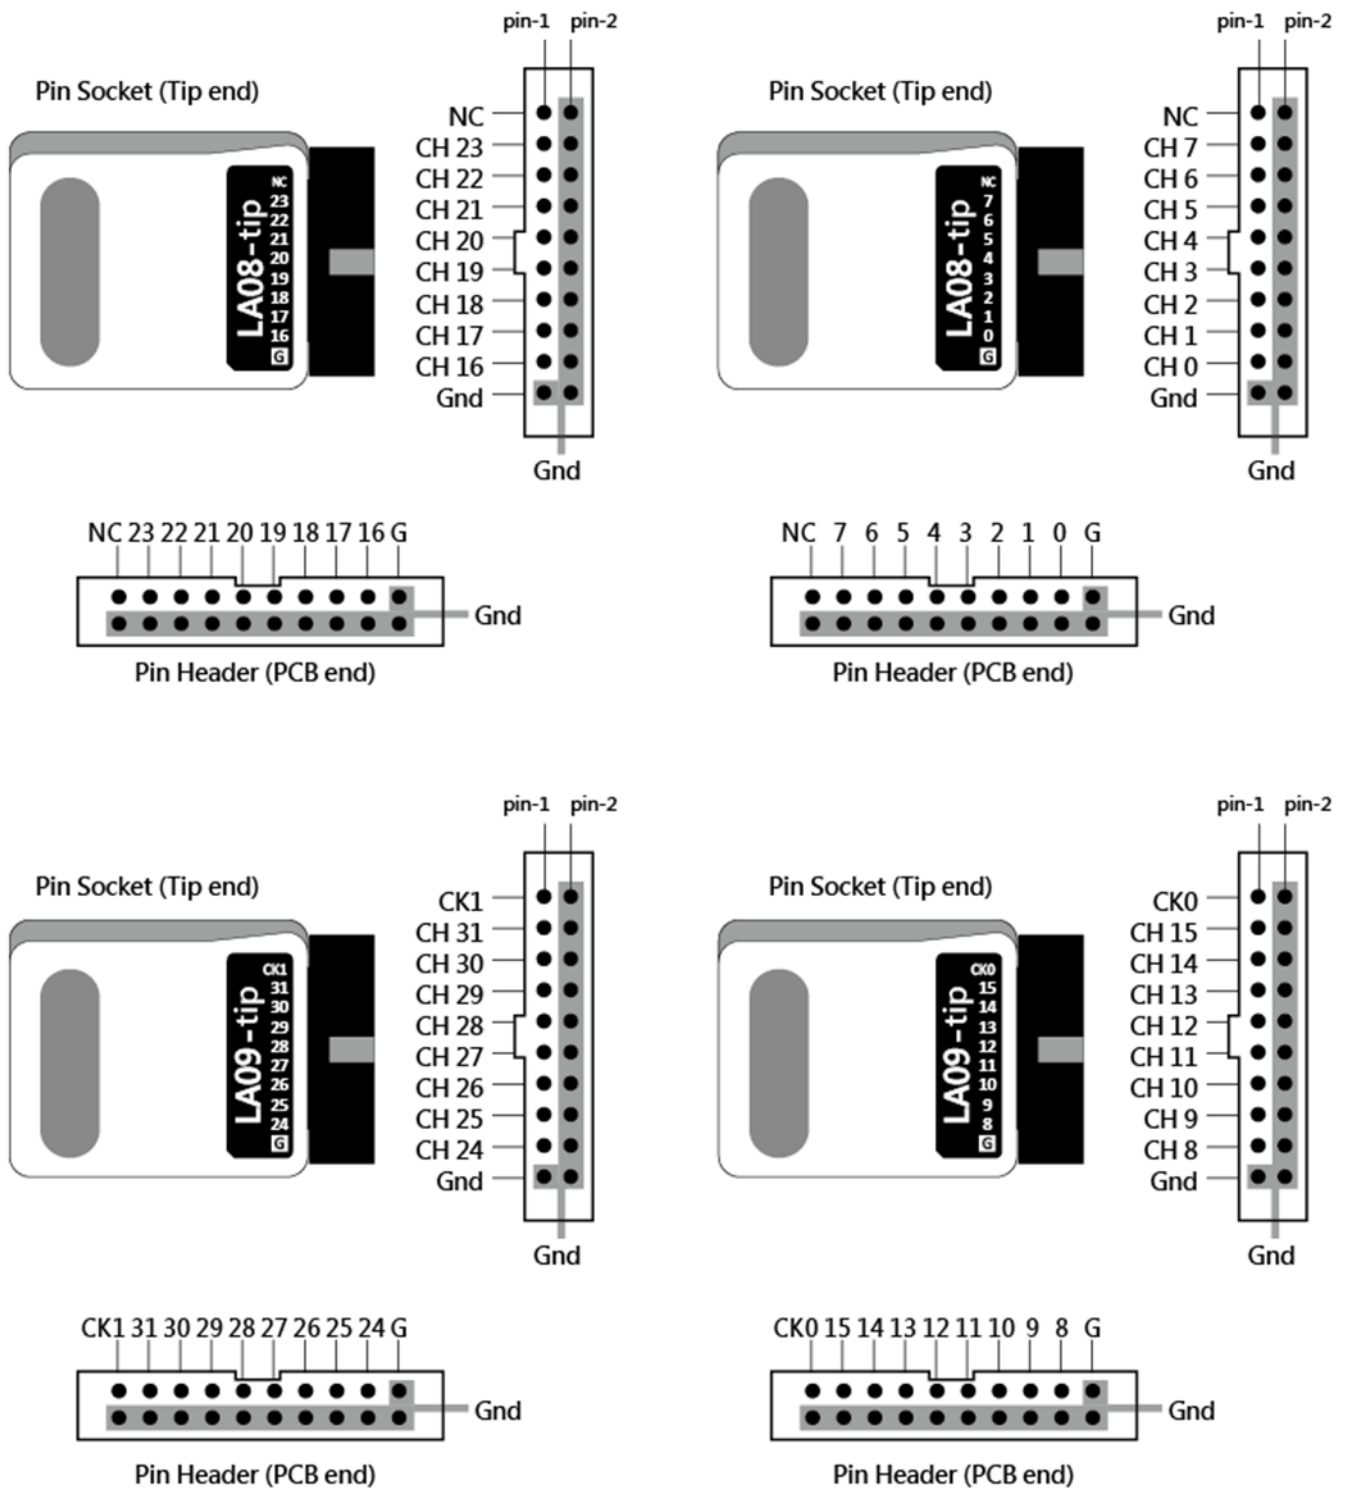 pin-1 pin-2
Pin Socket (Tip end)
NC
CH 23
CH 22
CH 21
CH 20
CH 19
CH 18
CH 17
CH 16
Gnd
Gnd
LA08-tip
NC
23
22
21
20
19
18
17
16
G
NC 23 22 21 20 19 18 17 16 G
Gnd
Pin Header (PCB end)
pin-1 pin-2
Pin Socket (Tip end)
NC
CH 7
CH 6
CH 5
CH 4
CH 3
CH 2
CH 1
CH 0
Gnd
Gnd
LA08-tip
NC
7
6
5
4
3
2
1
0
G
NC 7 6 5 4 3 2 1 0 G
Gnd
Pin Header (PCB end)
pin-1 pin-2
Pin Socket (Tip end)
CK1
CH 31
CH 30
CH 29
CH 28
CH 27
CH 26
CH 25
CH 24
Gnd
Gnd
LA09-tip
CK1
31
30
29
28
27
26
25
24
G
CK1 31 30 29 28 27 26 25 24 G
Gnd
Pin Header (PCB end)
pin-1 pin-2
Pin Socket (Tip end)
CK0
CH 15
CH 14
CH 13
CH 12
CH 11
CH 10
CH 9
CH 8
Gnd
Gnd
LA09-tip
CK0
15
14
13
12
11
10
9
8
G
CK0 15 14 13 12 11 10 9 8 G
Gnd
Pin Header (PCB end)